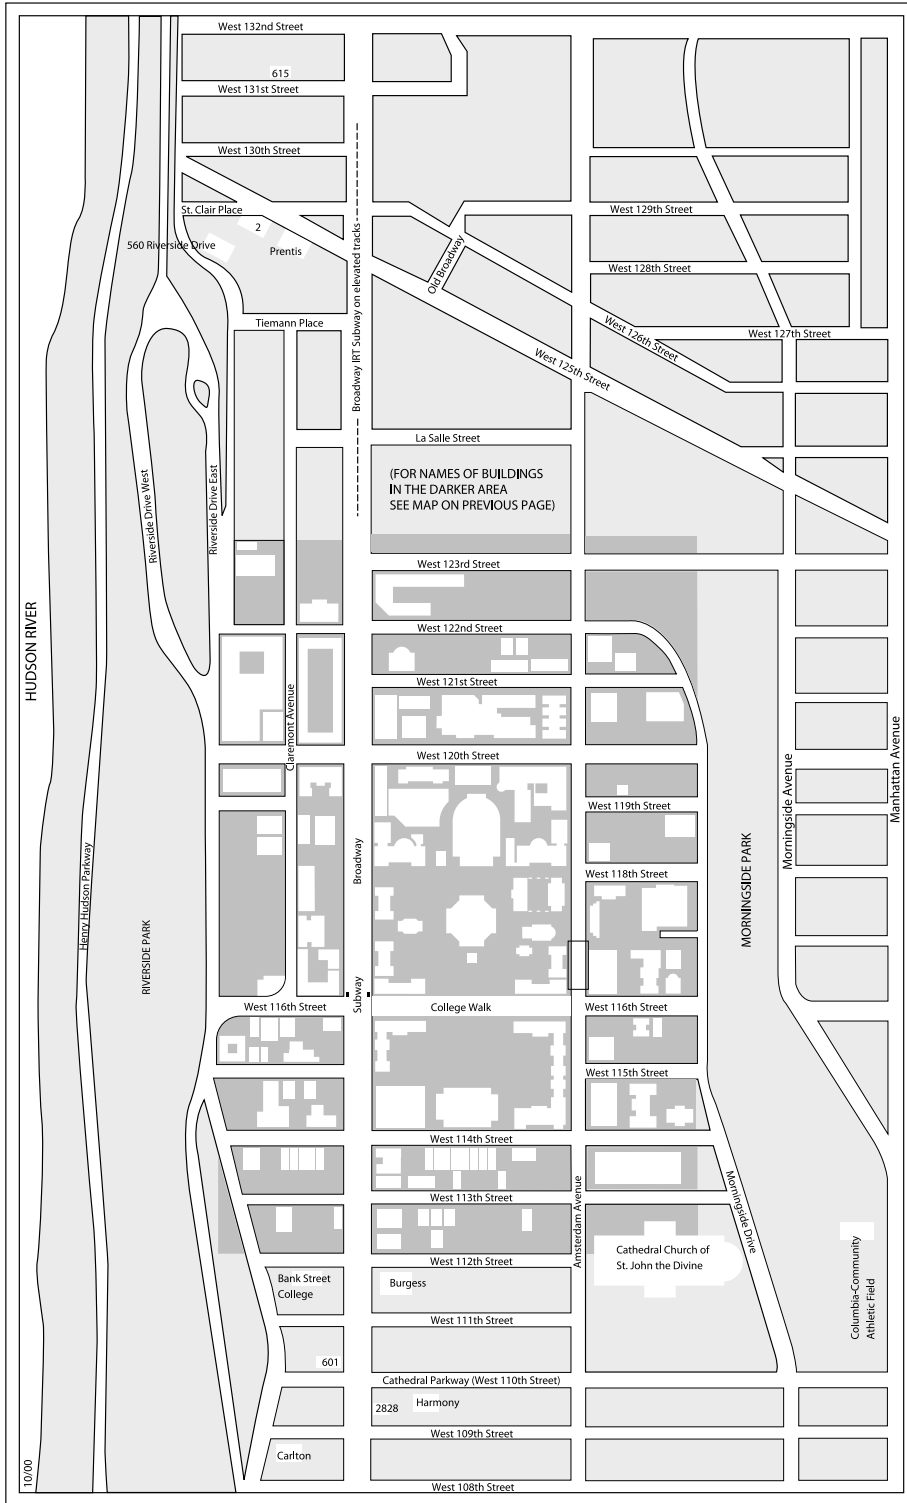 West 132nd Street
615
West 131st Street
West 130th Street
St. Clair Place
2
560 Riverside Drive
Prentis
West 129th Street
Old Broadway
West 128th Street
Broadway IRT Subway on elevated tracks
Tiemann Place
West 126th Street
West 127th Street
West 125th Street
La Salle Street
(FOR NAMES OF BUILDINGS
IN THE DARKER AREA
SEE MAP ON PREVIOUS PAGE)
Riverside Drive West
Riverside Drive East
West 123rd Street
HUDSON RIVER
West 122nd Street
West 121st Street
Claremont Avenue
West 120th Street
Manhattan Avenue
Morningside Avenue
West 119th Street
Broadway
West 118th Street
Henry Hudson Parkway
RIVERSIDE PARK
MORNINGSIDE PARK
Subway
West 116th Street
College Walk
West 116th Street
West 115th Street
West 114th Street
West 113th Street
Amsterdam Avenue
Morningside Drive
Cathedral Church of
St. John the Divine
West 112th Street
Bank Street
College
Burgess
Columbia-Community
Athletic Field
West 111th Street
601
Cathedral Parkway (West 110th Street)
2828
Harmony
West 109th Street
Carlton
10/00
West 108th Street